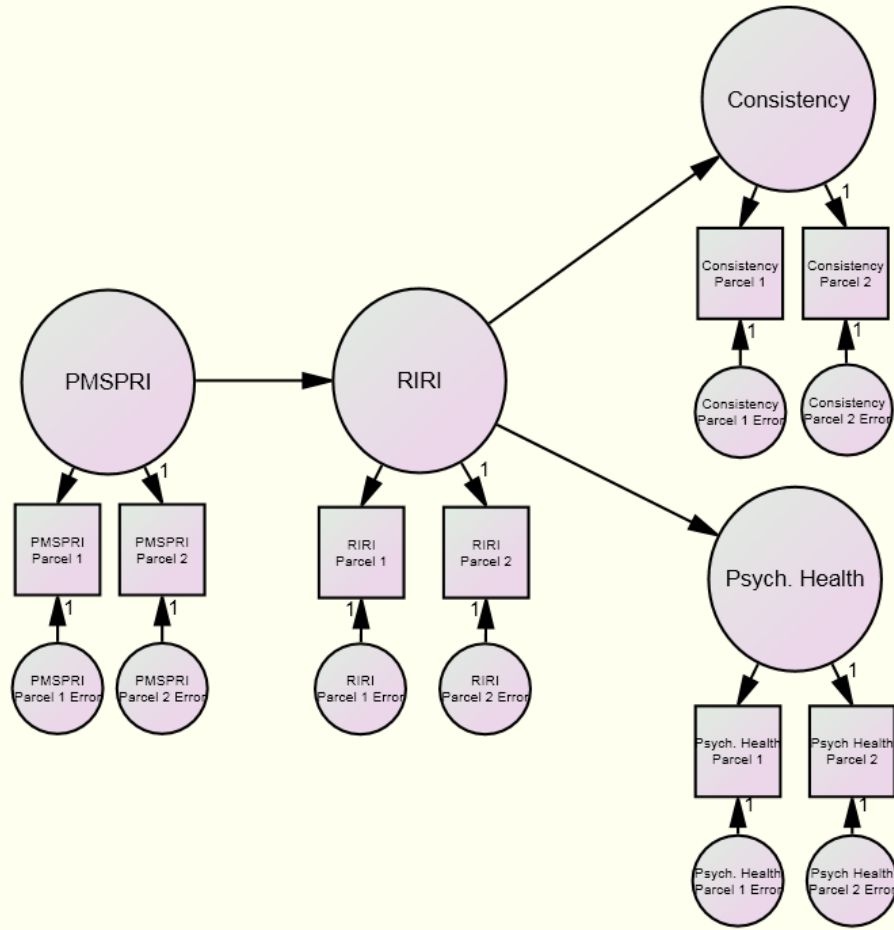 Consistency
1
Consistency
Parcel 1
Consistency
Parcel 2
1
1
Consistency
Parcel 1 Error
Consistency
Parcel 2 Error
PMSPRI
RIRI
1
1
PMSPRI
Parcel 1
PMSPRI
Parcel 2
RIRI
Parcel 1
RIRI
Parcel 2
1
1
1
1
PMSPRI
Parcel 1 Error
PMSPRI
Parcel 2 Error
RIRI
Parcel 1 Error
RIRI
Parcel 2 Error
Psych. Health
1
Psych. Health
Parcel 1
Psych Health
Parcel 2
1
1
Psych. Health
Parcel 1 Error
Psych. Health
Parcel 2 Error